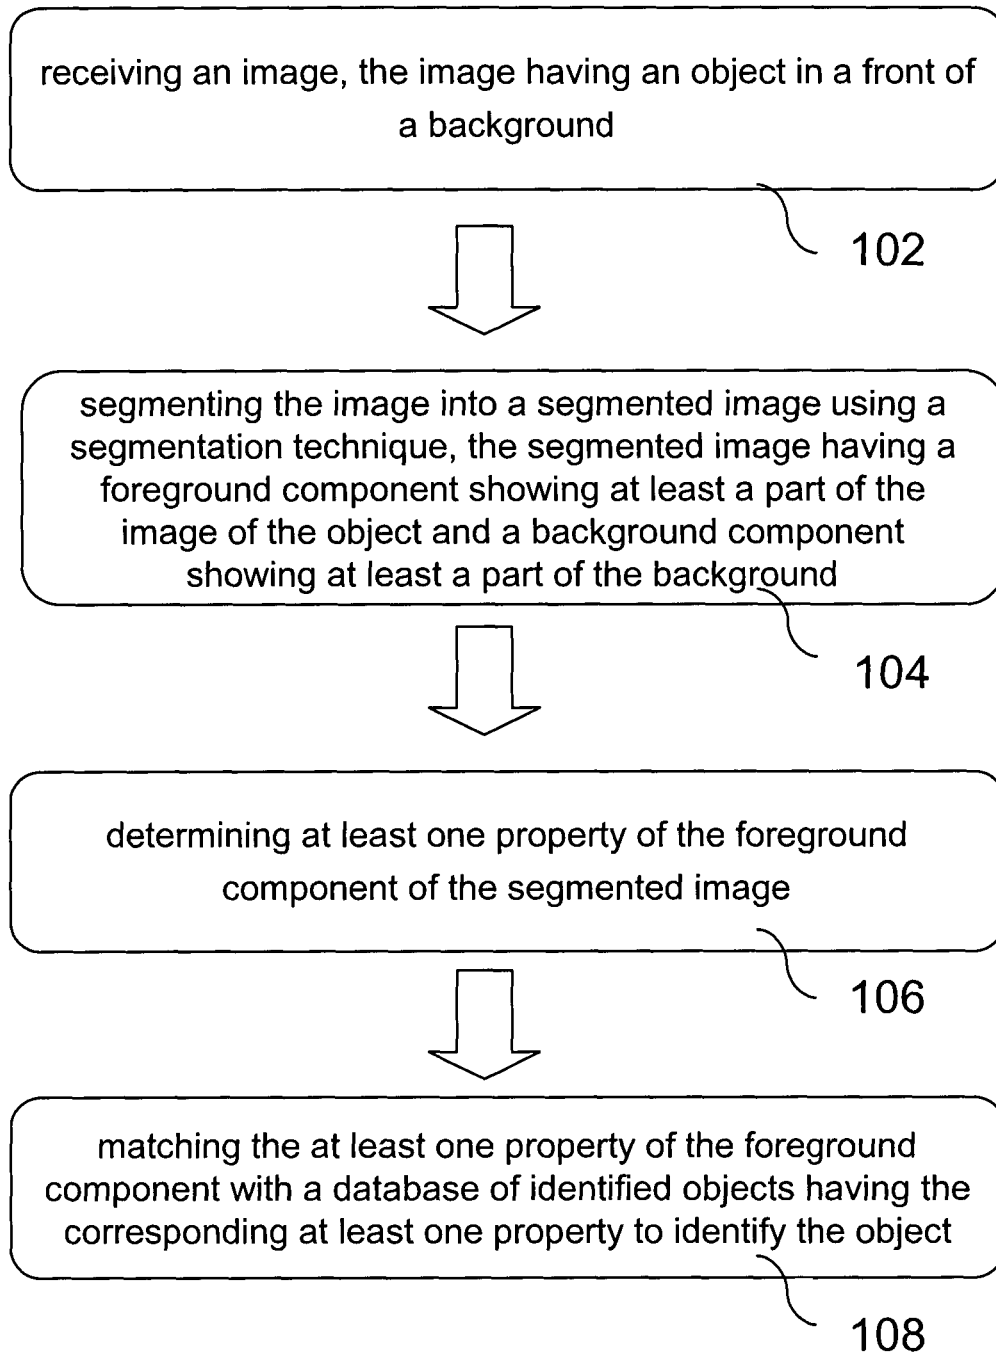 receiving an image, the image having an object in a front of
a background
102
segmenting the image into a segmented image using a
segmentation technique, the segmented image having a
foreground component showing at least a part of the
image of the object and a background component
showing at least a part of the background
104
determining at least one property of the foreground
component of the segmented image
106
matching the at least one property of the foreground
component with a database of identified objects having the
corresponding at least one property to identify the object
108